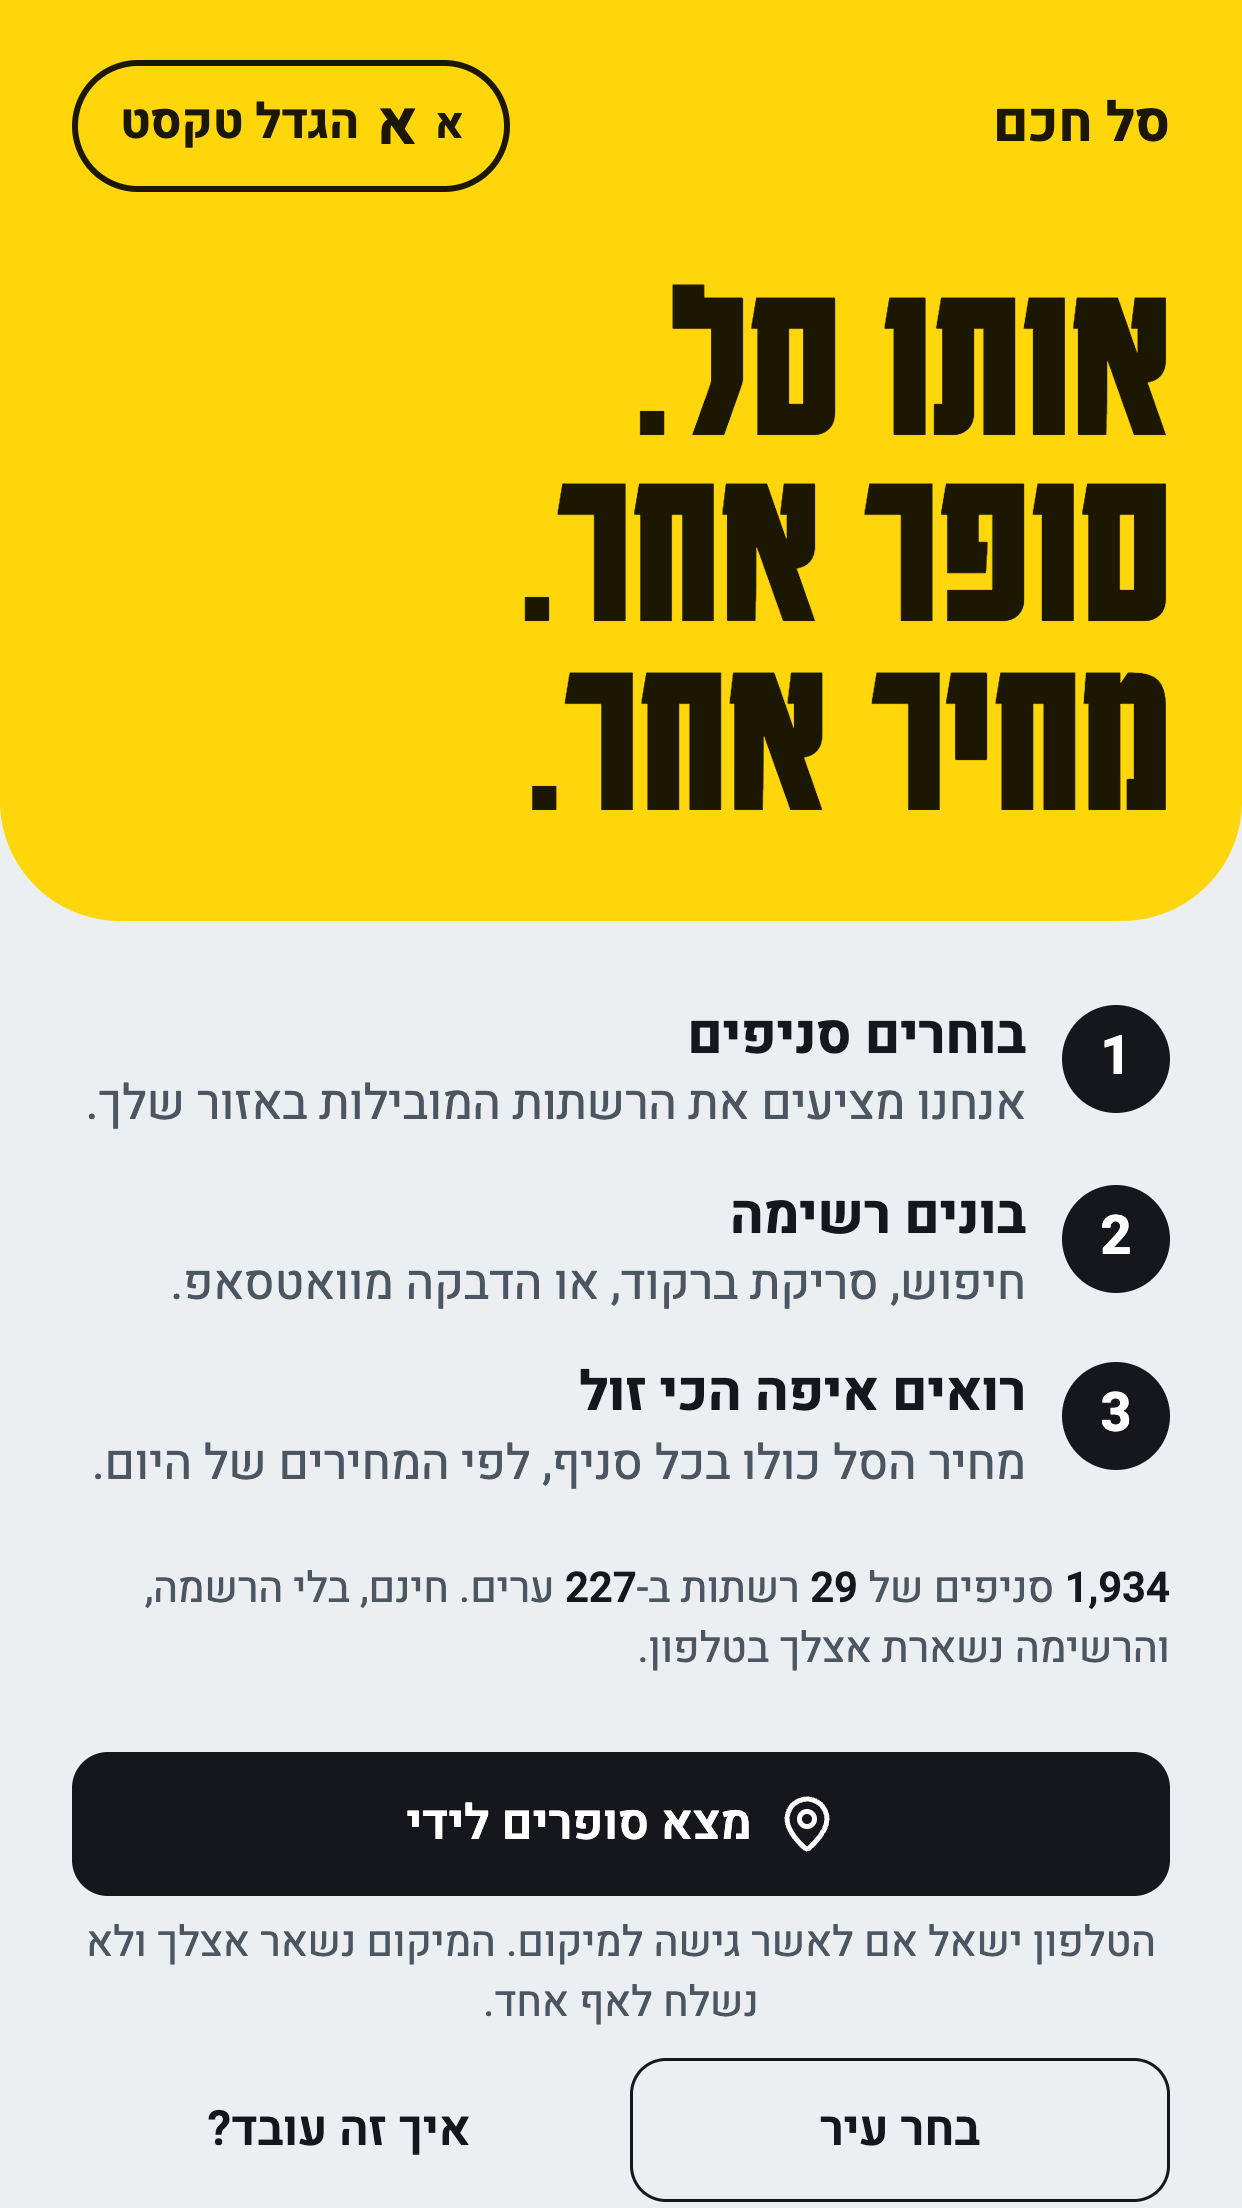 סל חכם
א א הגדל טקסט
אותו סל.
סופר אחר.
מחיר אחר.
1
בוחרים סניפים
אנחנו מציעים את הרשתות המובילות באזור שלך.
2
בונים רשימה
חיפוש, סריקת ברקוד, או הדבקה מוואטסאפ.
3
רואים איפה הכי זול
מחיר הסל כולו בכל סניף, לפי המחירים של היום.
1,934 סניפים של 29 רשתות ב-227 ערים. חינם, בלי הרשמה,
והרשימה נשארת אצלך בטלפון.
מצא סופרים לידי
הטלפון ישאל אם לאשר גישה למיקום. המיקום נשאר אצלך ולא
נשלח לאף אחד.
בחר עיר
איך זה עובד?